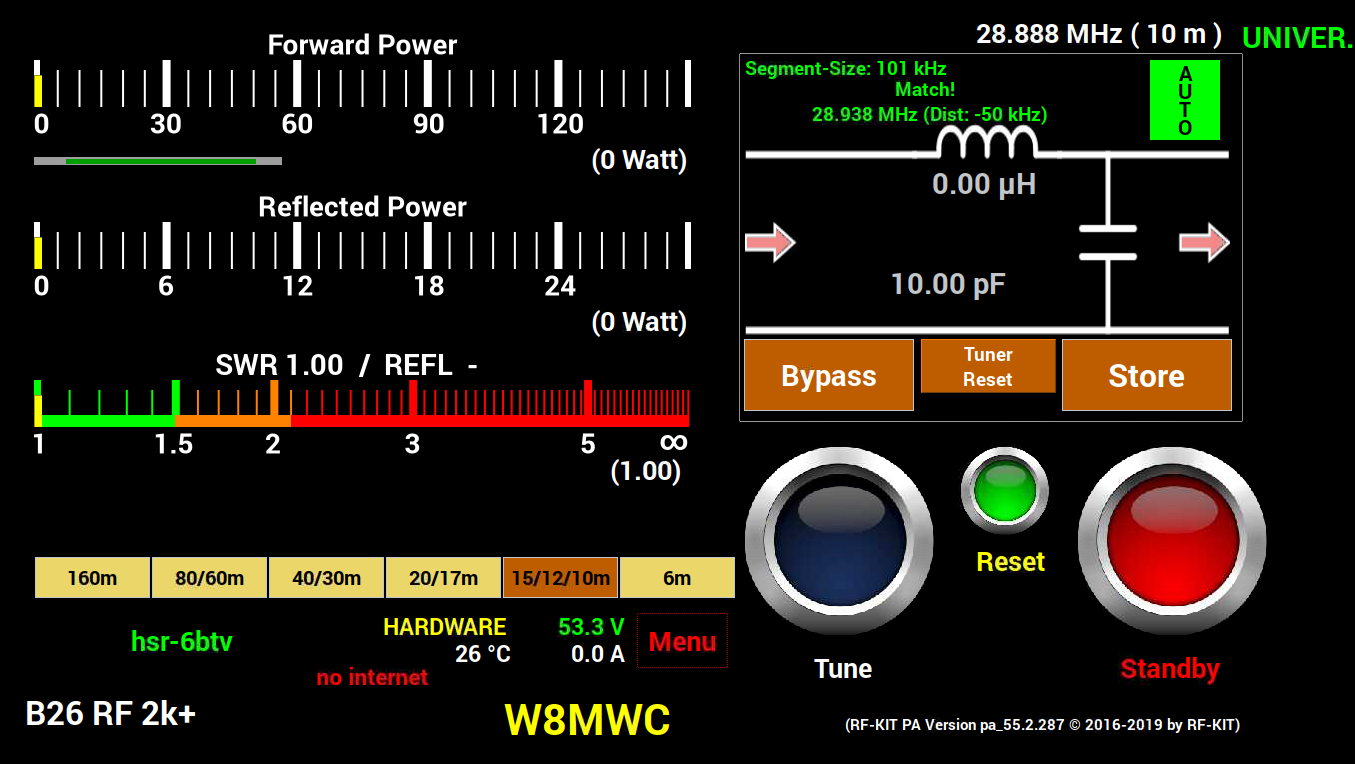 Forward Power
0 30 60 90 120
(0 Watt)
Reflected Power
0 6 12 18 24
(0 Watt)
SWR 1.00 / REFL -
1 1.5 2 3 5 ∞
(1.00)
160m 80/60m 40/30m 20/17m 15/12/10m 6m
hsr-6btv
HARDWARE 53.3 V
26 °C 0.0 A
Menu
no internet
B26 RF 2k+
W8MWC
28.888 MHz ( 10 m ) UNIVER.
Segment-Size: 101 kHz
Match!
28.938 MHz (Dist: -50 kHz)
A
U
T
O
0.00 µH
10.00 pF
Bypass
Tuner
Reset
Store
Reset
Tune
Standby
(RF-KIT PA Version pa_55.2.287 © 2016-2019 by RF-KIT)